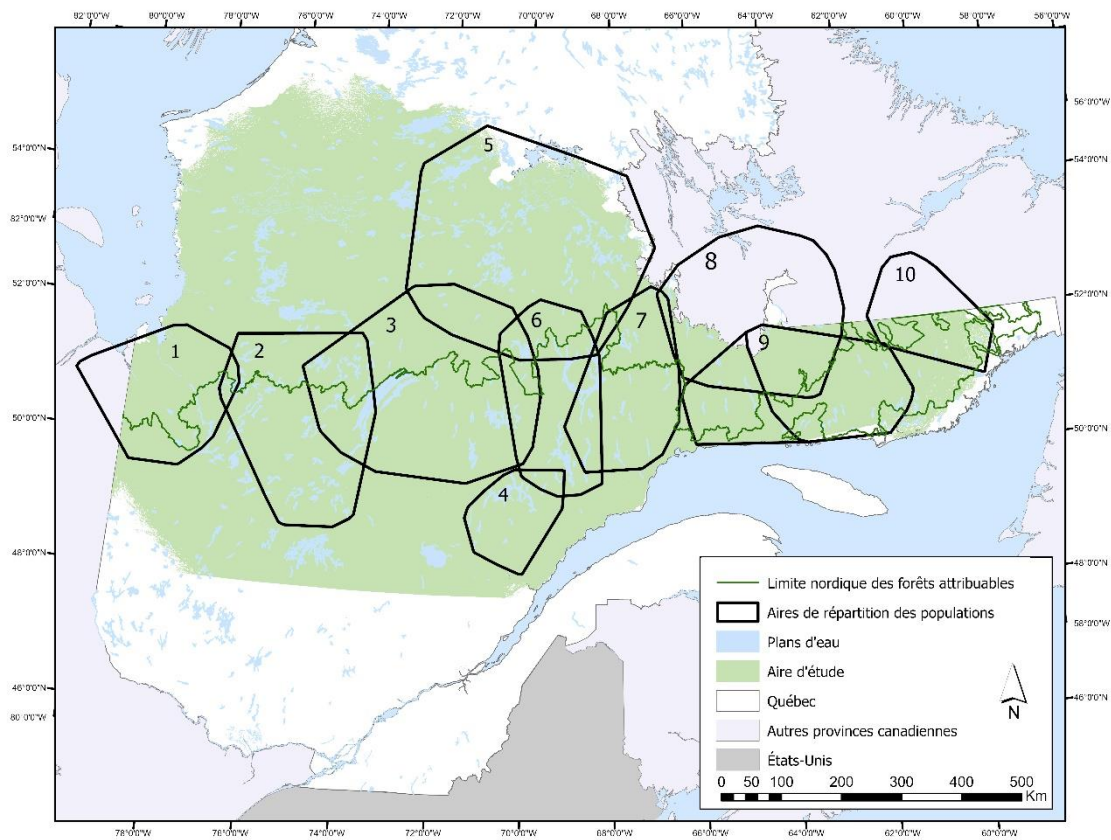 82°0'0"W 80°0'0"W 78°0'0"W 76°0'0"W 74°0'0"W 72°0'0"W 70°0'0"W 68°0'0"W 66°0'0"W 64°0'0"W 62°0'0"W 60°0'0"W 58°0'0"W 56°0'0"W
56°0'0"W
54°0'0"N 54°0'0"N
5
82°0'0"W
8
10
52°0'0"N 52°0'0"N
3 6 7
1 2 9
50°0'0"N 50°0'0"N
4
48°0'0"N 48°0'0"N
Limite nordique des forêts attribuables
Aires de répartition des populations
58°0'0"W
Plans d'eau
Aire d'étude
46°0'0"N 46°0'0"N
Québec
N
80°0'0"W
Autres provinces canadiennes
États-Unis
0 50 100 200 300 400 500
Km
78°0'0"W 76°0'0"W 74°0'0"W 72°0'0"W 70°0'0"W 68°0'0"W 66°0'0"W 64°0'0"W 62°0'0"W 60°0'0"W